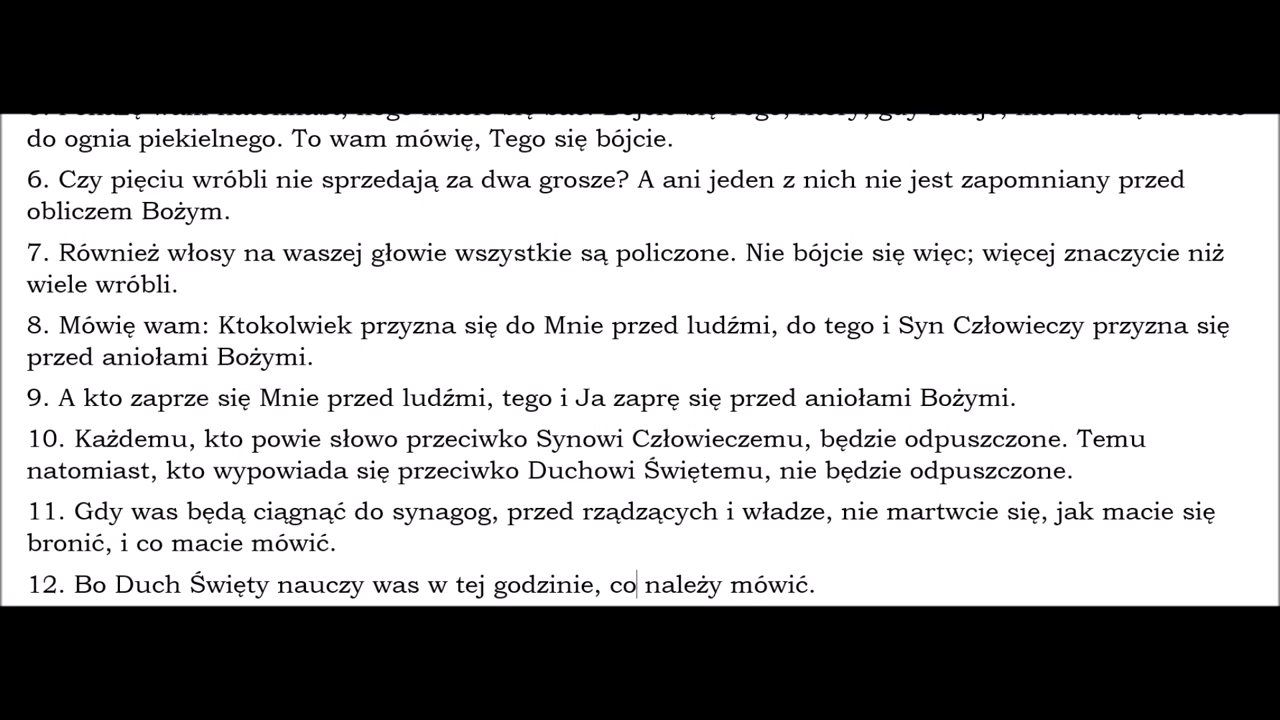 do ognia piekielnego. To wam mówię, Tego się bójcie.
6. Czy pięciu wróbli nie sprzedają za dwa grosze? A ani jeden z nich nie jest zapomniany przed
obliczem Bożym.
7. Również włosy na waszej głowie wszystkie są policzone. Nie bójcie się więc; więcej znaczycie niż
wiele wróbli.
8. Mówię wam: Ktokolwiek przyzna się do Mnie przed ludźmi, do tego i Syn Człowieczy przyzna się
przed aniołami Bożymi.
9. A kto zaprze się Mnie przed ludźmi, tego i Ja zaprę się przed aniołami Bożymi.
10. Każdemu, kto powie słowo przeciwko Synowi Człowieczemu, będzie odpuszczone. Temu
natomiast, kto wypowiada się przeciwko Duchowi Świętemu, nie będzie odpuszczone.
11. Gdy was będą ciągnąć do synagog, przed rządzących i władze, nie martwcie się, jak macie się
bronić, i co macie mówić.
12. Bo Duch Święty nauczy was w tej godzinie, co należy mówić.